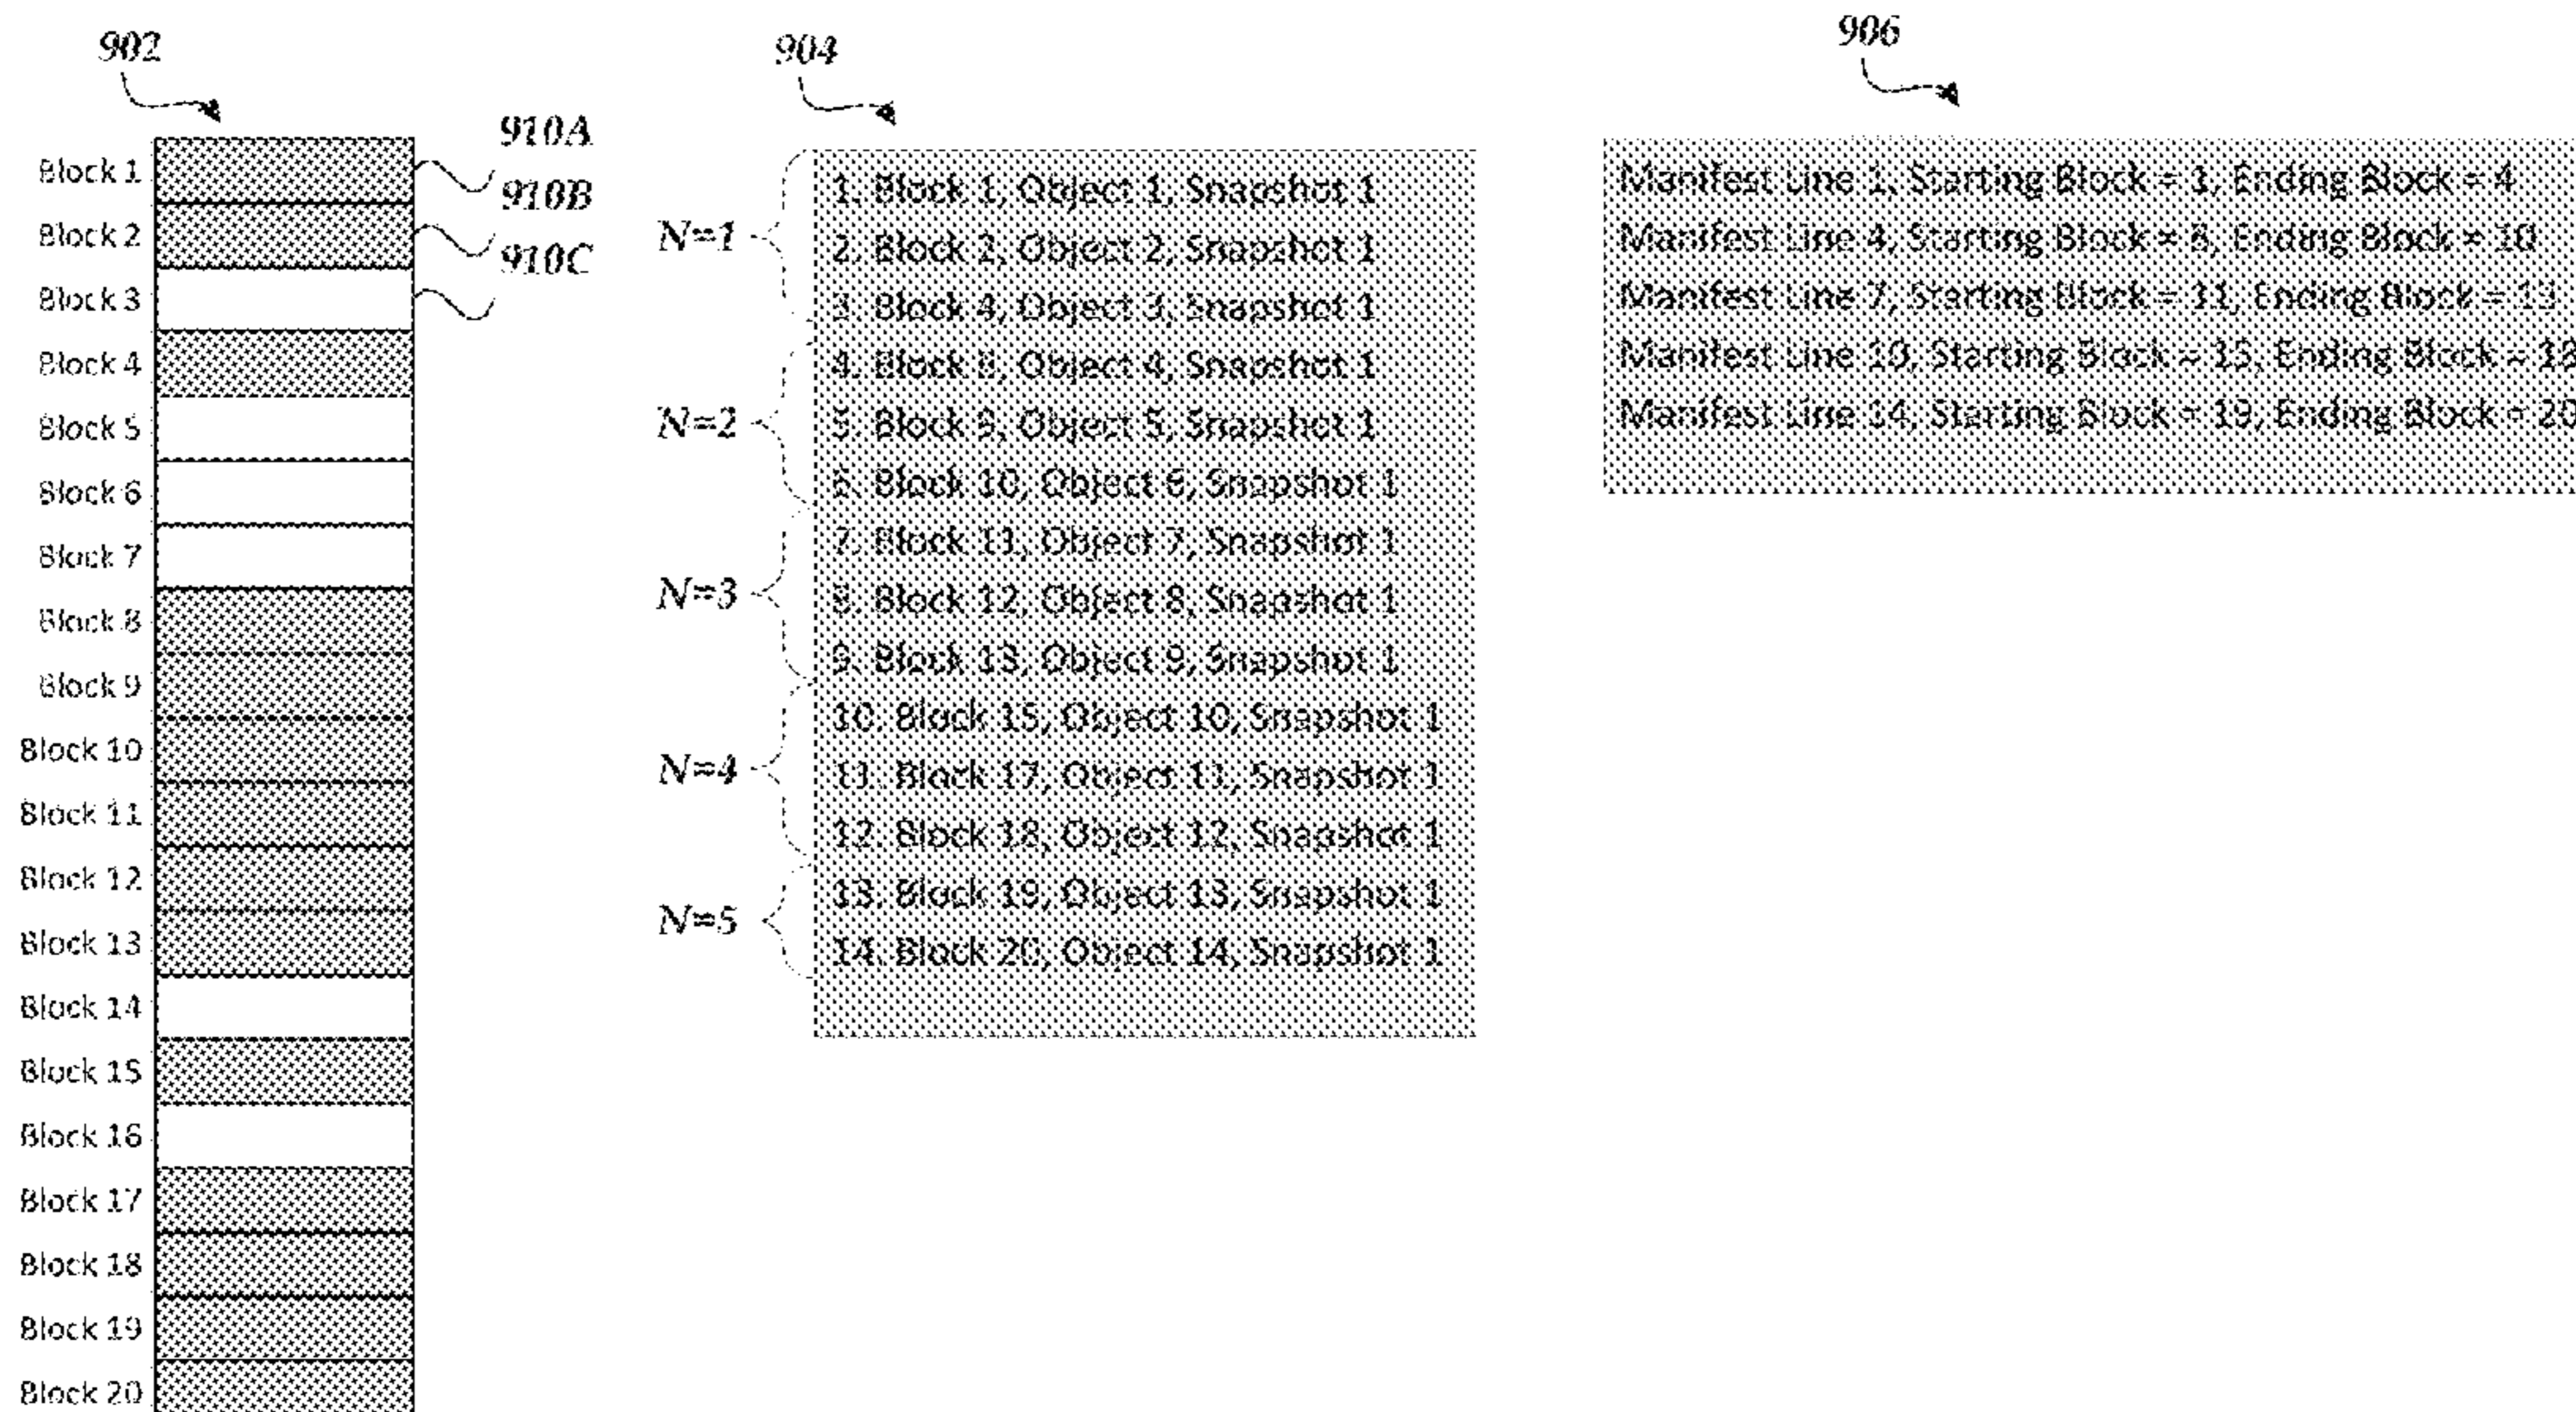 902
904
906
910A
910B
910C
Block 1
Block 2
Block 3
Block 4
Block 5
Block 6
Block 7
Block 8
Block 9
Block 10
Block 11
Block 12
Block 13
Block 14
Block 15
Block 16
Block 17
Block 18
Block 19
Block 20
N=1
N=2
N=3
N=4
N=5
1. Block 1, Object 1, Snapshot 1
2. Block 2, Object 2, Snapshot 1
3. Block 4, Object 3, Snapshot 1
4. Block 8, Object 4, Snapshot 1
5. Block 9, Object 5, Snapshot 1
6. Block 10, Object 6, Snapshot 1
7. Block 11, Object 7, Snapshot 1
8. Block 12, Object 8, Snapshot 1
9. Block 13, Object 9, Snapshot 1
10. Block 15, Object 10, Snapshot 1
11. Block 17, Object 11, Snapshot 1
12. Block 18, Object 12, Snapshot 1
13. Block 19, Object 13, Snapshot 1
14. Block 20, Object 14, Snapshot 1
Manifest Line 1, Starting Block = 1, Ending Block = 4
Manifest Line 4, Starting Block = 8, Ending Block = 10
Manifest Line 7, Starting Block = 11, Ending Block = 13
Manifest Line 10, Starting Block = 15, Ending Block = 18
Manifest Line 14, Starting Block = 19, Ending Block = 20